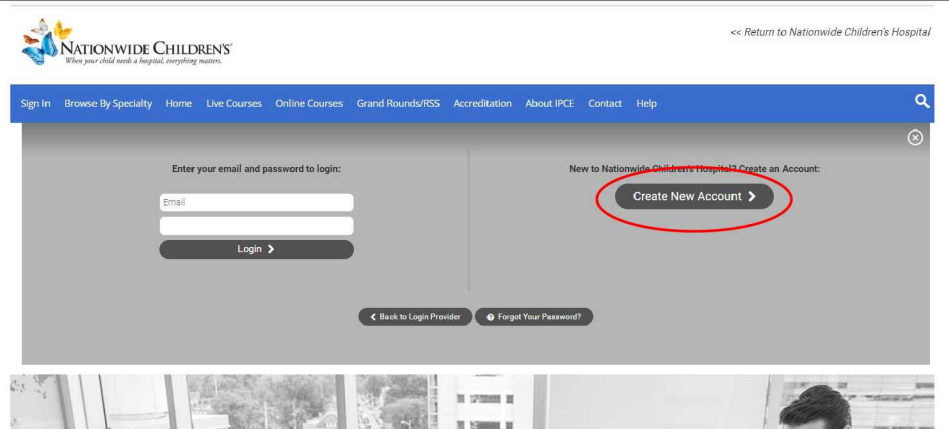 << Return to Nationwide Children's Hospital
NATIONWIDE CHILDREN'S®
When your child needs a hospital, everything matters.
Sign In Browse By Specialty Home Live Courses Online Courses Grand Rounds/RSS Accreditation About IPCE Contact Help
Enter your email and password to login:
Email
Login
New to Nationwide Children's Hospital? Create an Account:
Create New Account
Back to Login Provider
Forgot Your Password?